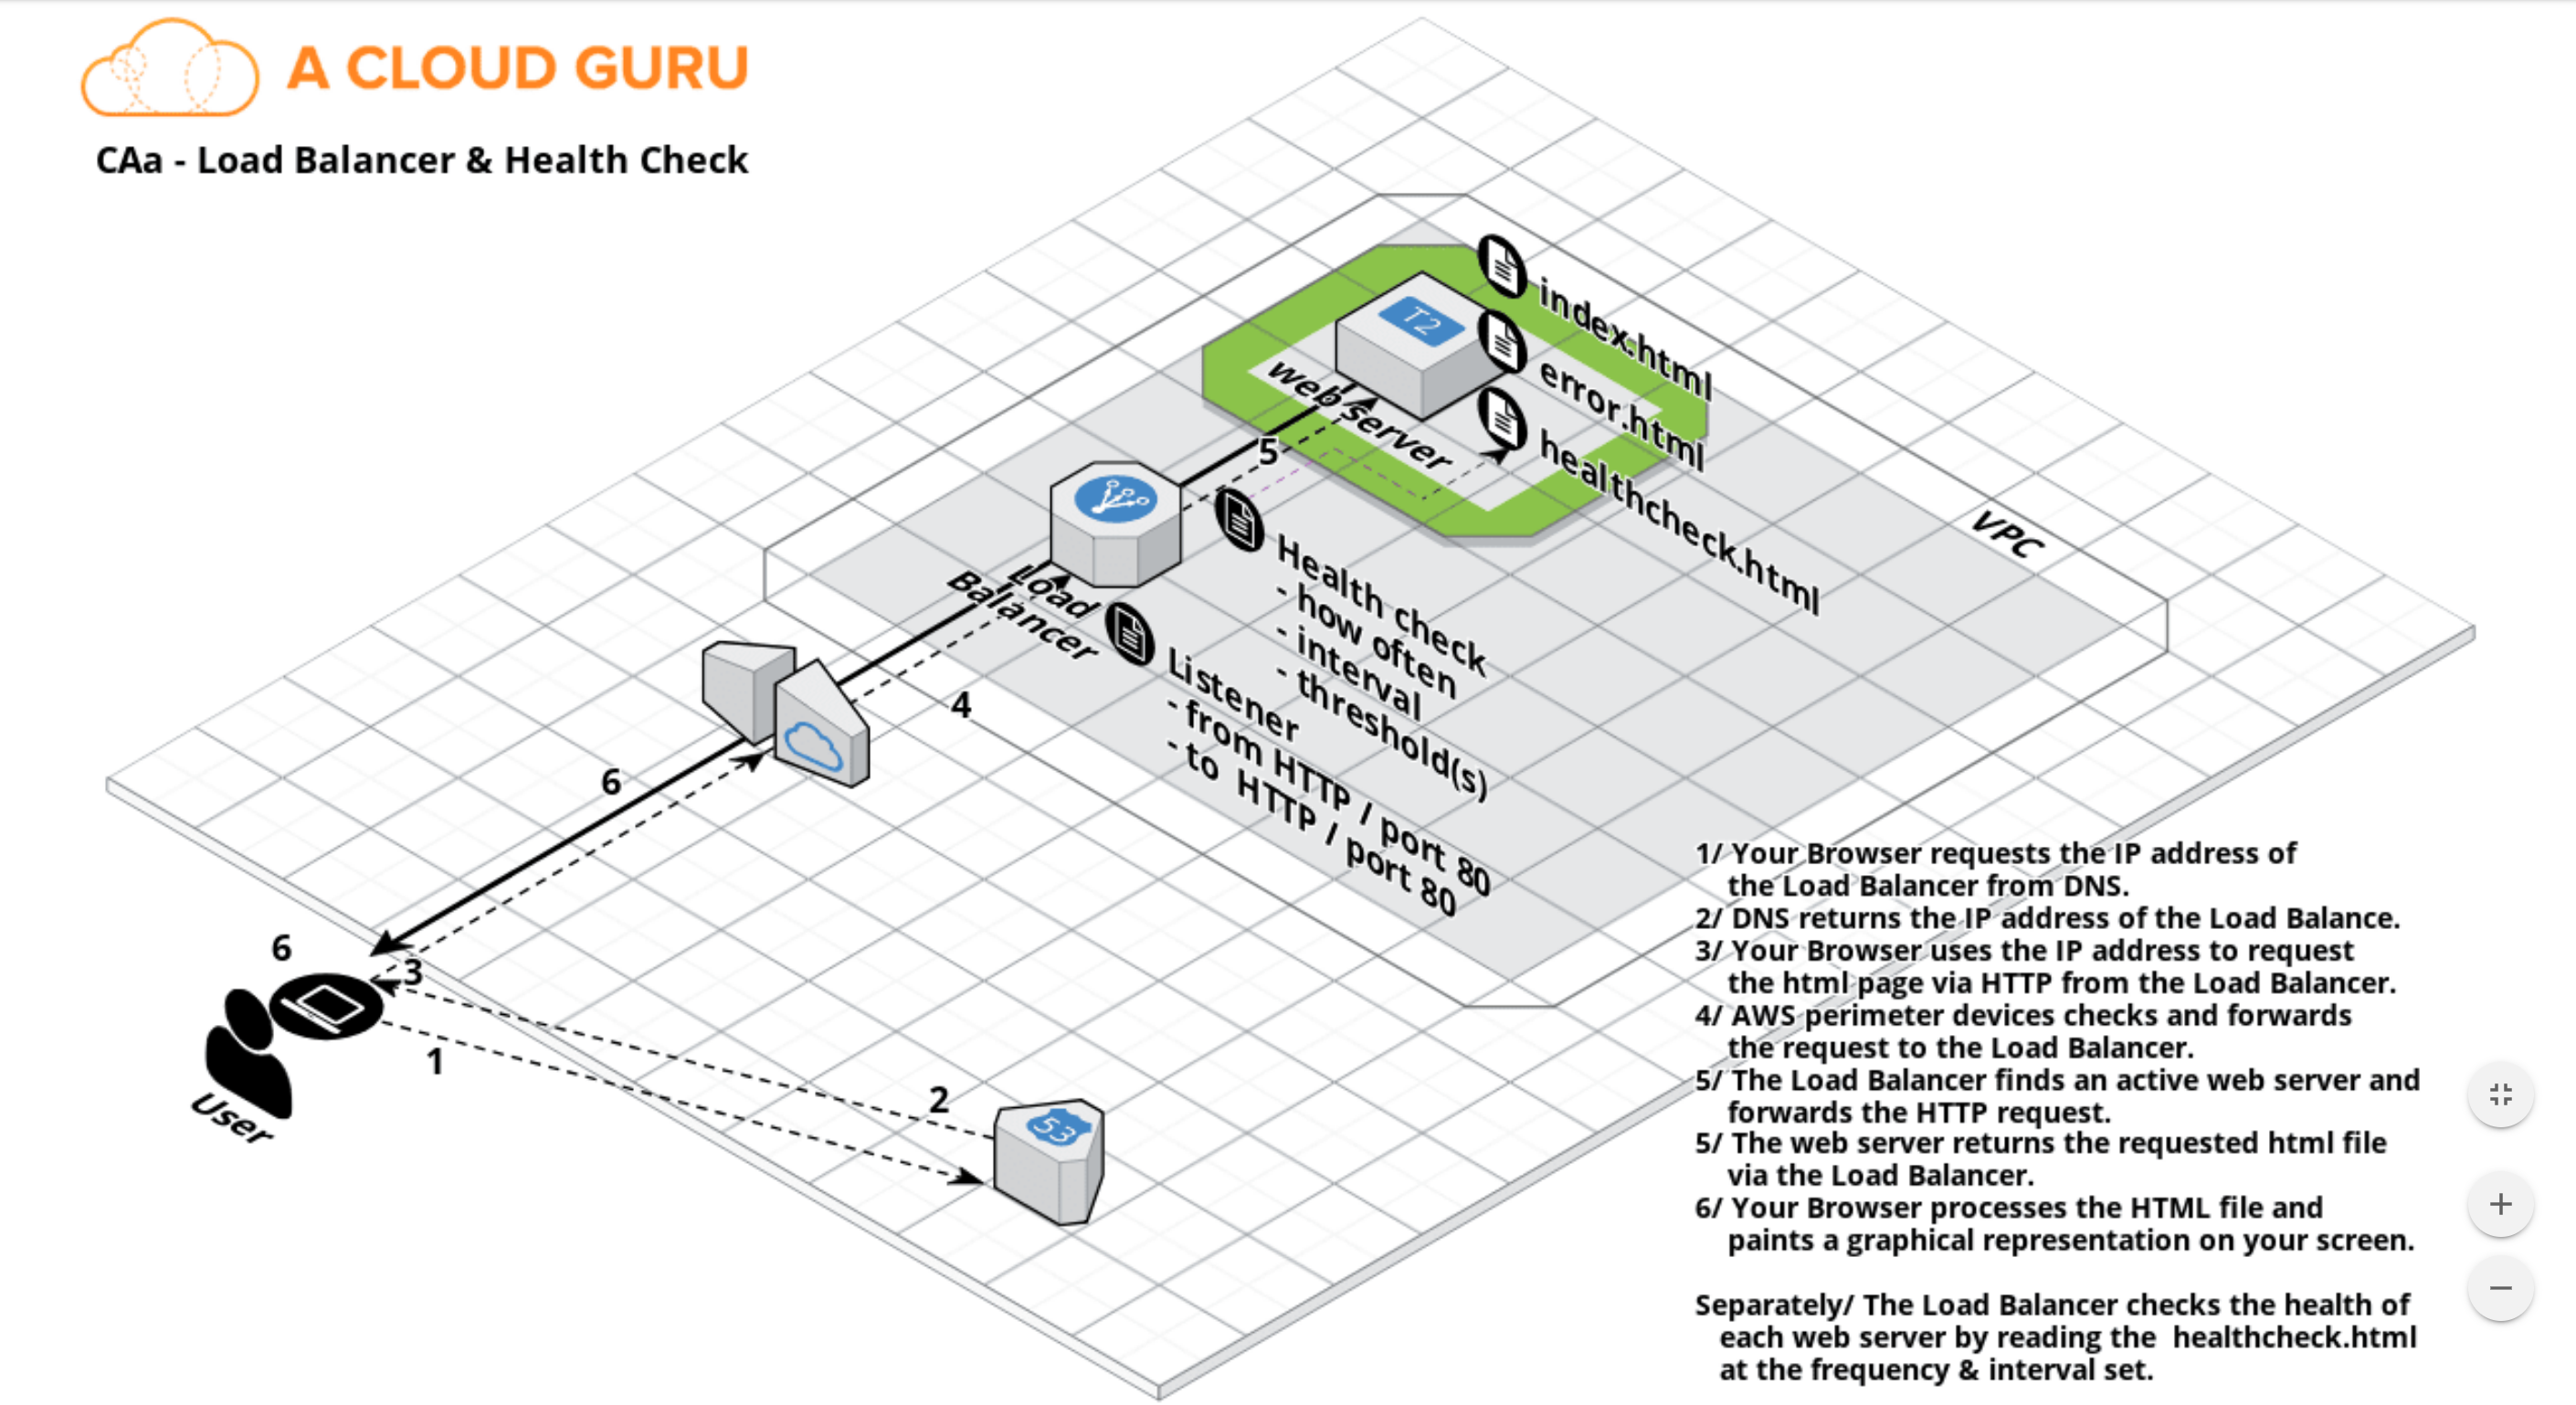 A CLOUD GURU
CAa - Load Balancer & Health Check
index.html
T2
error.html
web server
5
healthcheck.html
VPC
Health check
- how often
- interval
- threshold(s)
Load
Balancer
Listener
- from HTTP / port 80
- to  HTTP / port 80
4
6
6
3
1
2
53
User
1/ Your Browser requests the IP address of
the Load Balancer from DNS.
2/ DNS returns the IP address of the Load Balance.
3/ Your Browser uses the IP address to request
the html page via HTTP from the Load Balancer.
4/ AWS perimeter devices checks and forwards
the request to the Load Balancer.
5/ The Load Balancer finds an active web server and
forwards the HTTP request.
5/ The web server returns the requested html file
via the Load Balancer.
6/ Your Browser processes the HTML file and
paints a graphical representation on your screen.
Separately/ The Load Balancer checks the health of
each web server by reading the  healthcheck.html
at the frequency & interval set.